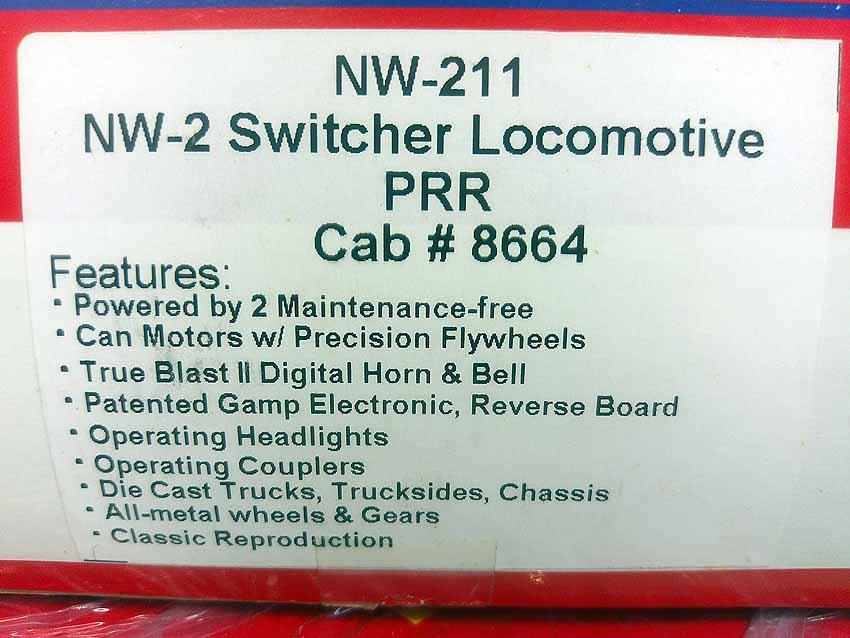 NW-211
NW-2 Switcher Locomotive
PRR
Cab # 8664
Features:
· Powered by 2 Maintenance-free
· Can Motors w/ Precision Flywheels
· True Blast II Digital Horn & Bell
· Patented Gamp Electronic, Reverse Board
· Operating Headlights
· Operating Couplers
· Die Cast Trucks, Trucksides, Chassis
· All-metal wheels & Gears
· Classic Reproduction